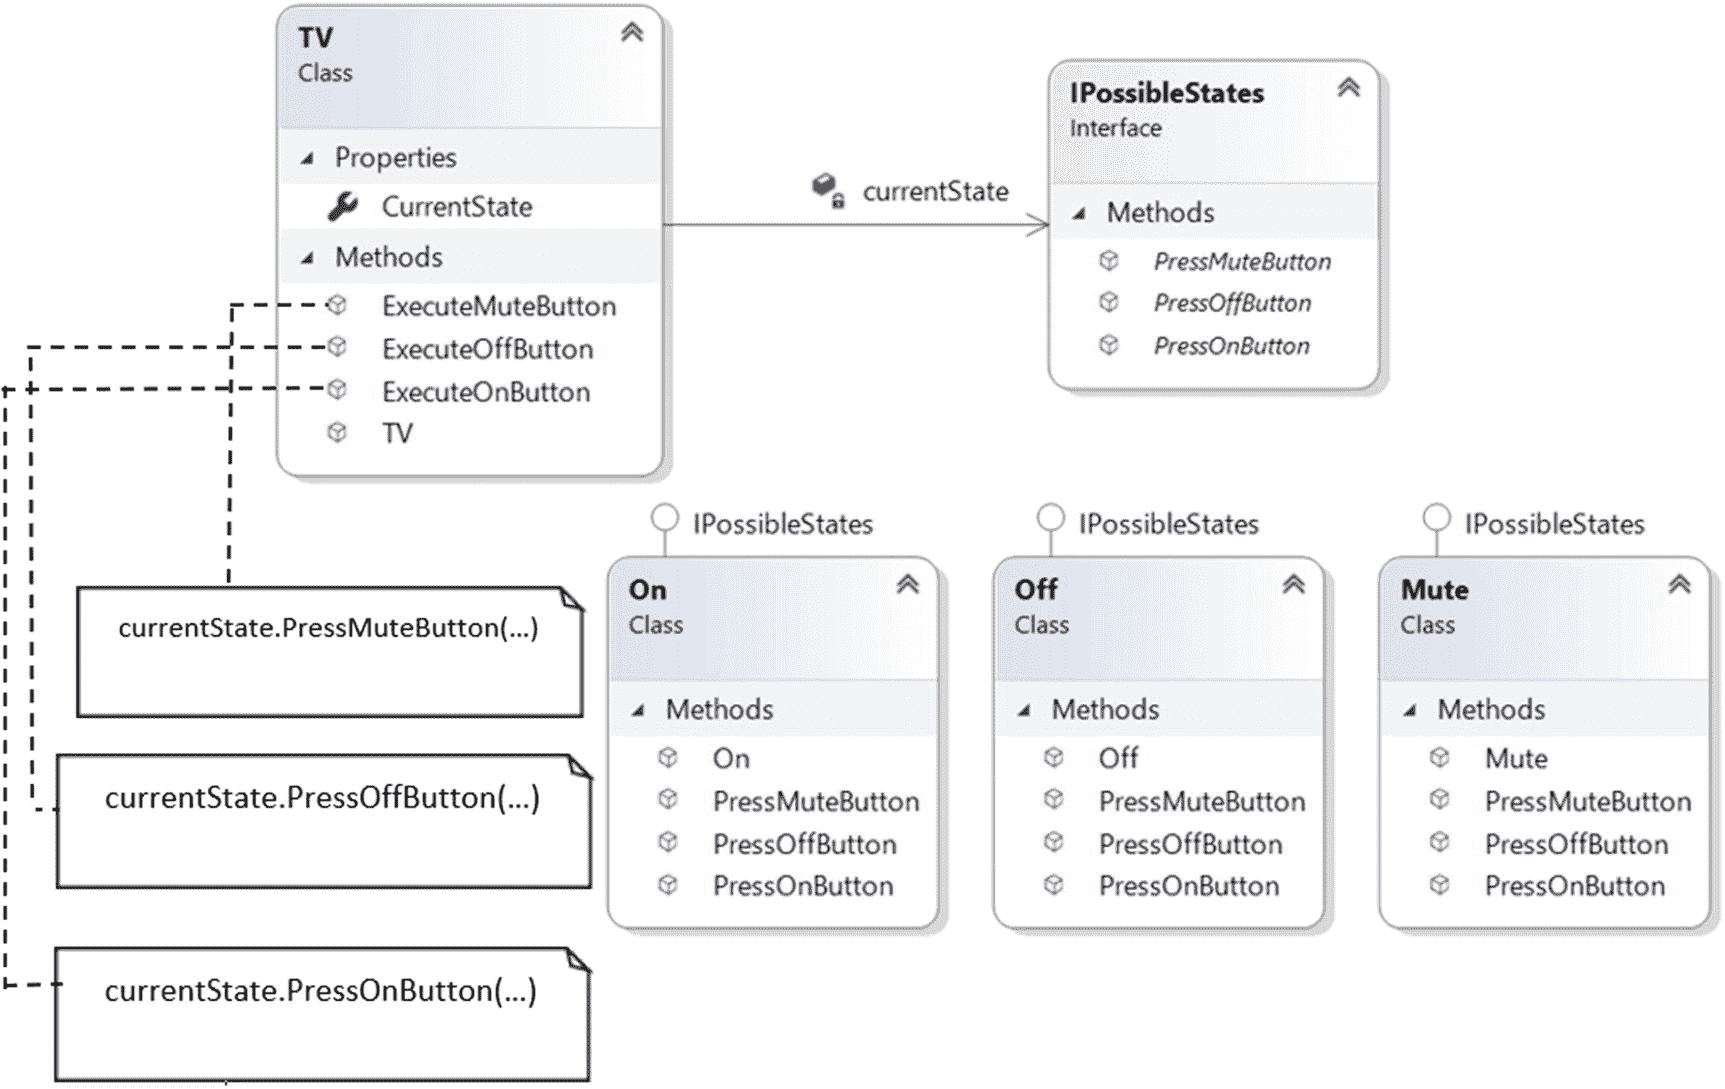 TV
Class
Properties
CurrentState
Methods
ExecuteMuteButton
ExecuteOffButton
ExecuteOnButton
TV
currentState
IPossibleStates
Interface
Methods
PressMuteButton
PressOffButton
PressOnButton
currentState.PressMuteButton(...)
currentState.PressOffButton(...)
currentState.PressOnButton(...)
IPossibleStates
On
Class
Methods
On
PressMuteButton
PressOffButton
PressOnButton
IPossibleStates
Off
Class
Methods
Off
PressMuteButton
PressOffButton
PressOnButton
IPossibleStates
Mute
Class
Methods
Mute
PressMuteButton
PressOffButton
PressOnButton